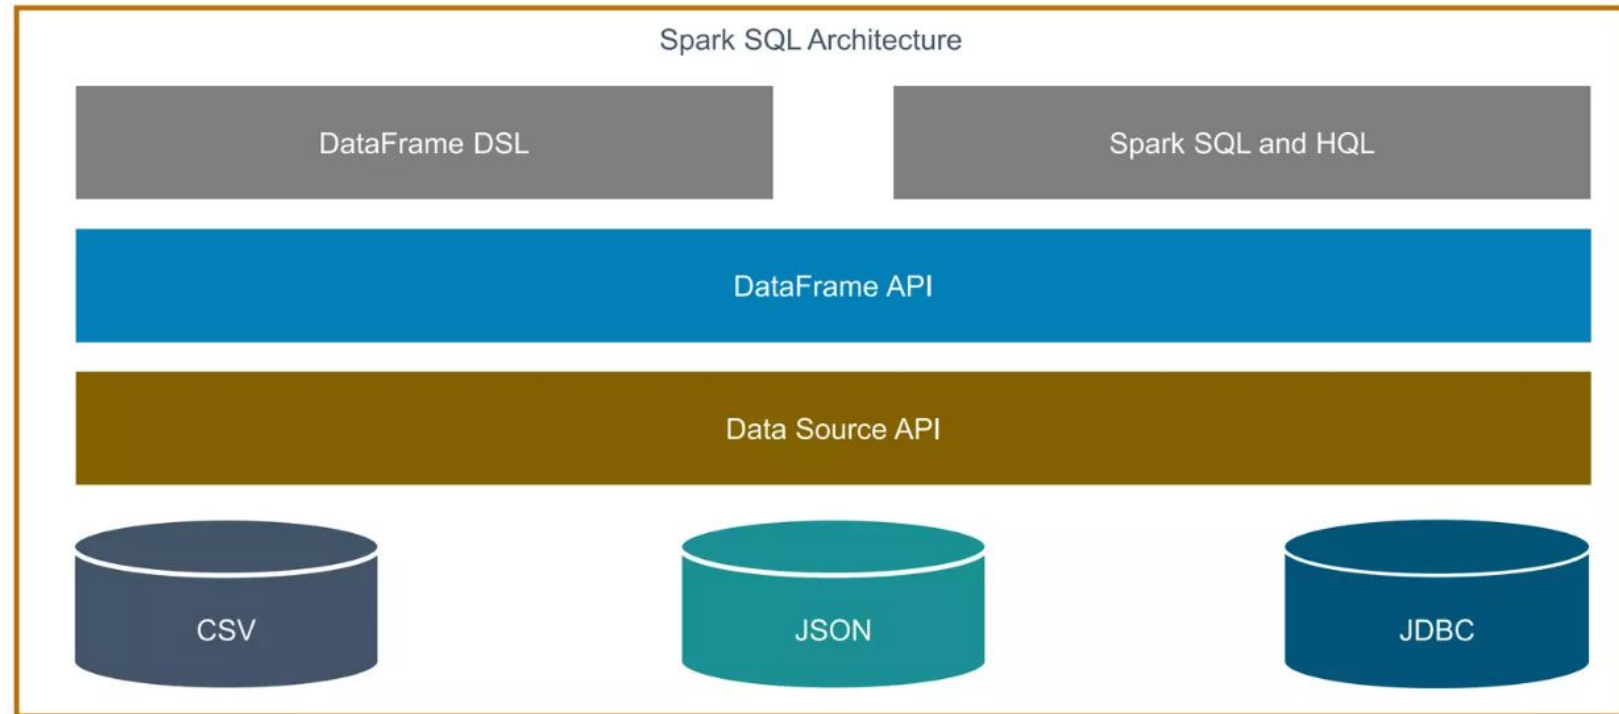 Spark SQL Architecture
DataFrame DSL
Spark SQL and HQL
DataFrame API
Data Source API
CSV
JSON
JDBC